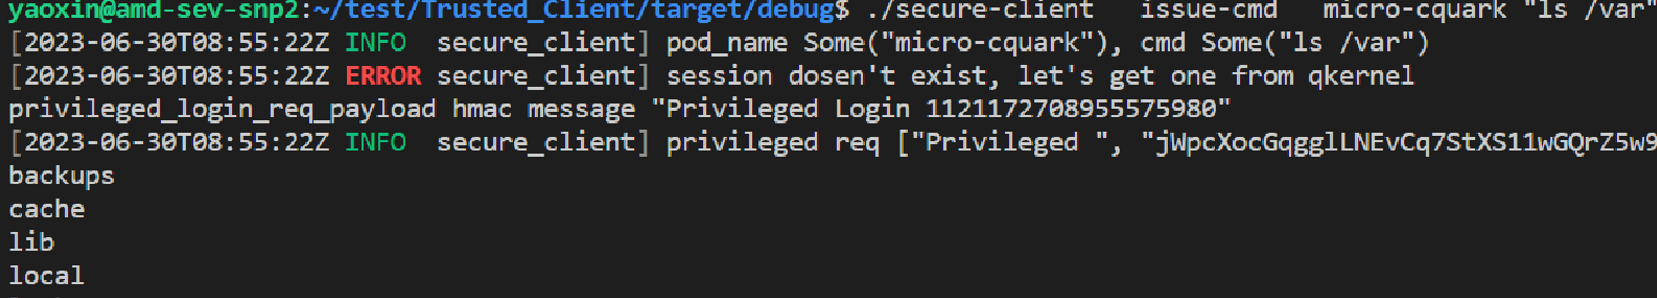 yaoxin@amd-sev-snp2:~/test/Trusted_Client/target/debug$ ./secure-client   issue-cmd   micro-cquark "ls /var"
[2023-06-30T08:55:22Z INFO  secure_client] pod_name Some("micro-cquark"), cmd Some("ls /var")
[2023-06-30T08:55:22Z ERROR secure_client] session dosen't exist, let's get one from qkernel
privileged_login_req_payload hmac message "Privileged Login 1121172708955575980"
[2023-06-30T08:55:22Z INFO  secure_client] privileged req ["Privileged ", "jWpcXocGqgglLNEvCq7StXS11wGQrZ5w9
backups
cache
lib
local